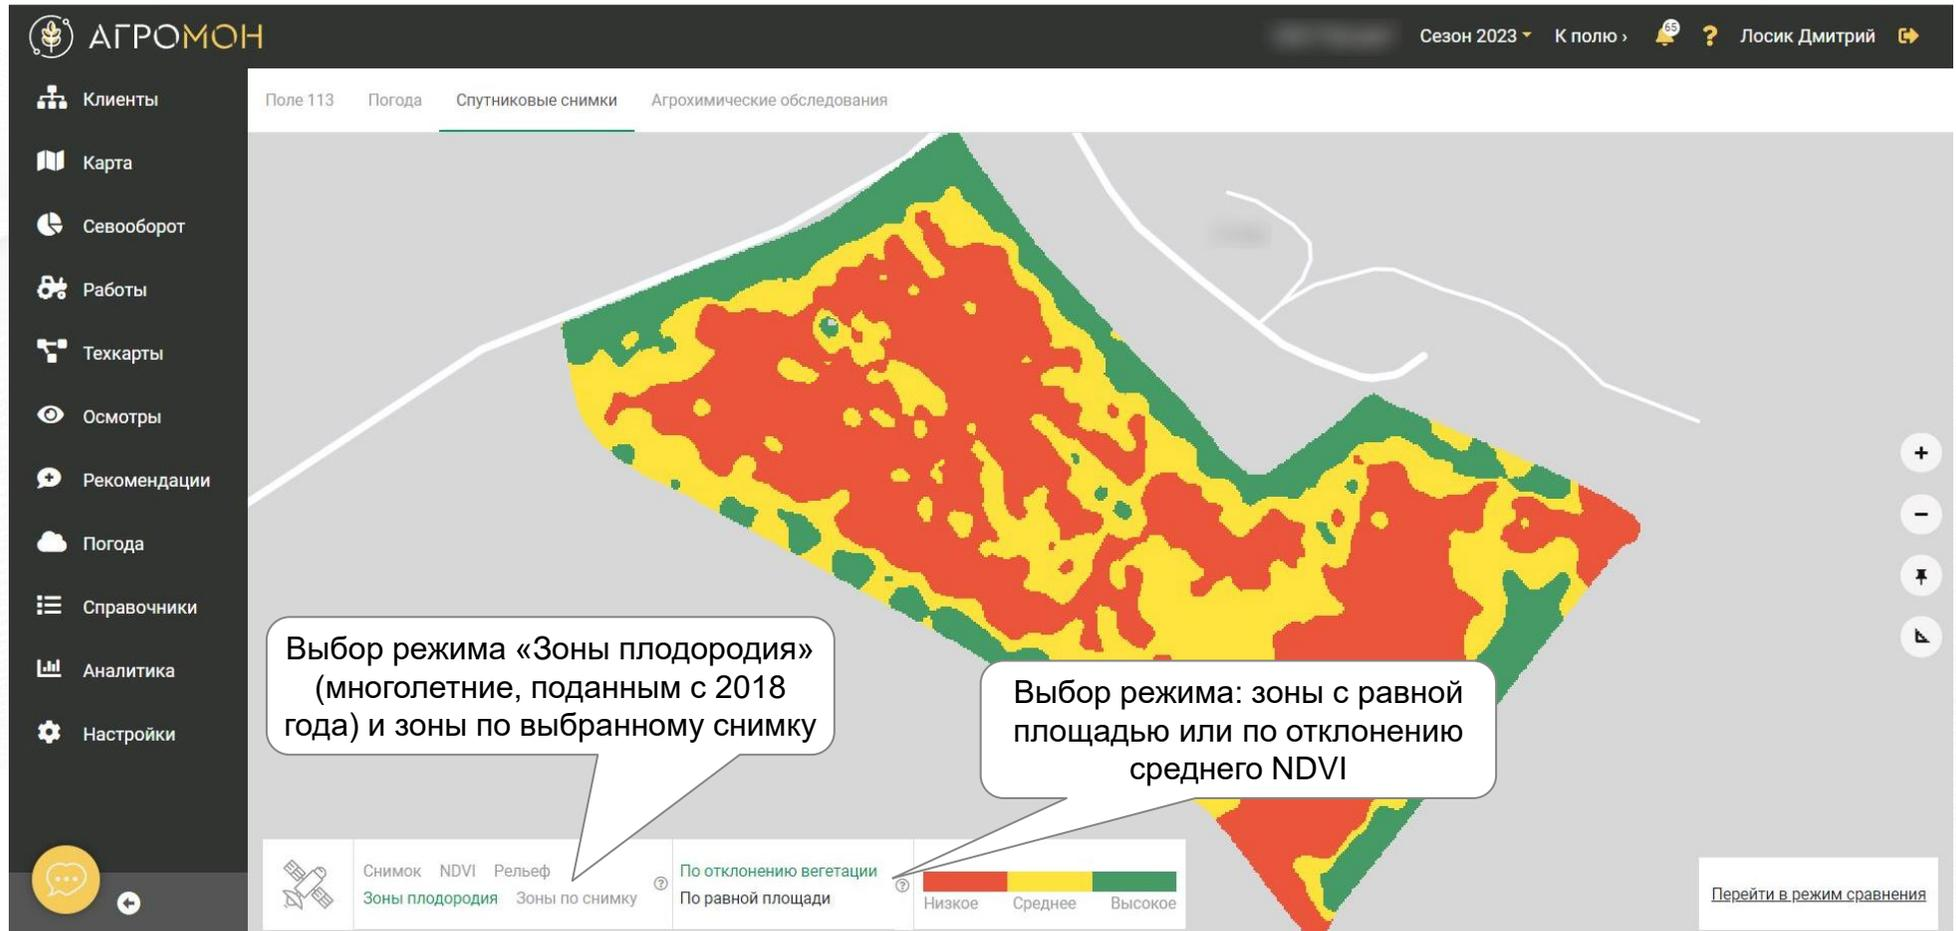 АГРОМОН
Сезон 2023
К полю ›
65
?
Лосик Дмитрий
Клиенты
Карта
Севооборот
Работы
Техкарты
Осмотры
Рекомендации
Погода
Справочники
Аналитика
Настройки
Поле 113
Погода
Спутниковые снимки
Агрохимические обследования
Выбор режима «Зоны плодородия»
(многолетние, поданным с 2018
года) и зоны по выбранному снимку
Выбор режима: зоны с равной
площадью или по отклонению
среднего NDVI
Снимок NDVI Рельеф
Зоны плодородия Зоны по снимку
?
По отклонению вегетации
По равной площади
?
Низкое Среднее Высокое
Перейти в режим сравнения